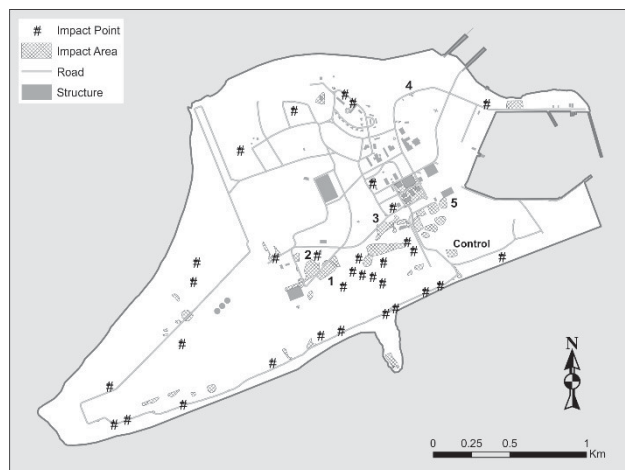 # Impact Point
Impact Area
Road
Structure
4
3
5
2
Control
1
N
0 0.25 0.5 1
Km